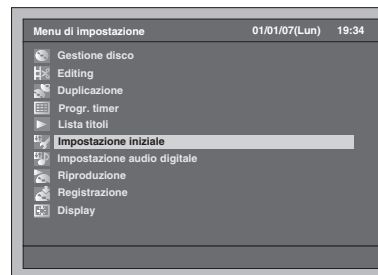 Menu di impostazione 01/01/07(Lun) 19:34
Gestione disco
Editing
Duplicazione
Progr. timer
Lista titoli
Impostazione iniziale
Impostazione audio digitale
Riproduzione
Registrazione
Display